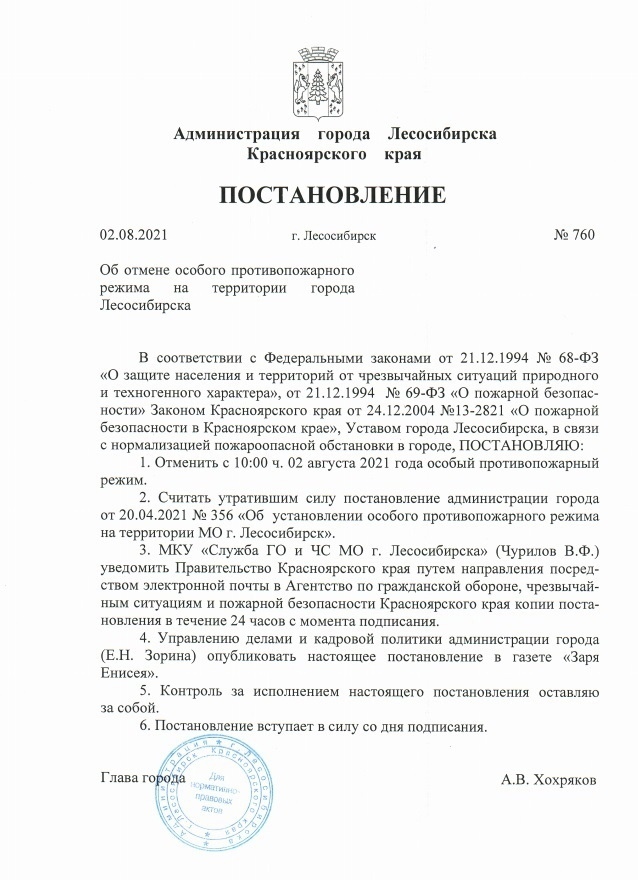 Администрация города Лесосибирска
Красноярского края
ПОСТАНОВЛЕНИЕ
02.08.2021 г. Лесосибирск № 760
Об отмене особого противопожарного
режима на территории города
Лесосибирска
В соответствии с Федеральными законами от 21.12.1994 № 68-ФЗ
«О защите населения и территорий от чрезвычайных ситуаций природного
и техногенного характера», от 21.12.1994 № 69-ФЗ «О пожарной безопас-
ности» Законом Красноярского края от 24.12.2004 №13-2821 «О пожарной
безопасности в Красноярском крае», Уставом города Лесосибирска, в связи
с нормализацией пожароопасной обстановки в городе, ПОСТАНОВЛЯЮ:
1. Отменить с 10:00 ч. 02 августа 2021 года особый противопожарный
режим.
2. Считать утратившим силу постановление администрации города
от 20.04.2021 № 356 «Об установлении особого противопожарного режима
на территории МО г. Лесосибирск».
3. МКУ «Служба ГО и ЧС МО г. Лесосибирска» (Чурилов В.Ф.)
уведомить Правительство Красноярского края путем направления посред-
ством электронной почты в Агентство по гражданской обороне, чрезвычай-
ным ситуациям и пожарной безопасности Красноярского края копии поста-
новления в течение 24 часов с момента подписания.
4. Управлению делами и кадровой политики администрации города
(Е.Н. Зорина) опубликовать настоящее постановление в газете «Заря
Енисея».
5. Контроль за исполнением настоящего постановления оставляю
за собой.
6. Постановление вступает в силу со дня подписания.
Глава города А.В. Хохряков
Для
нормативно-
правовых
актов